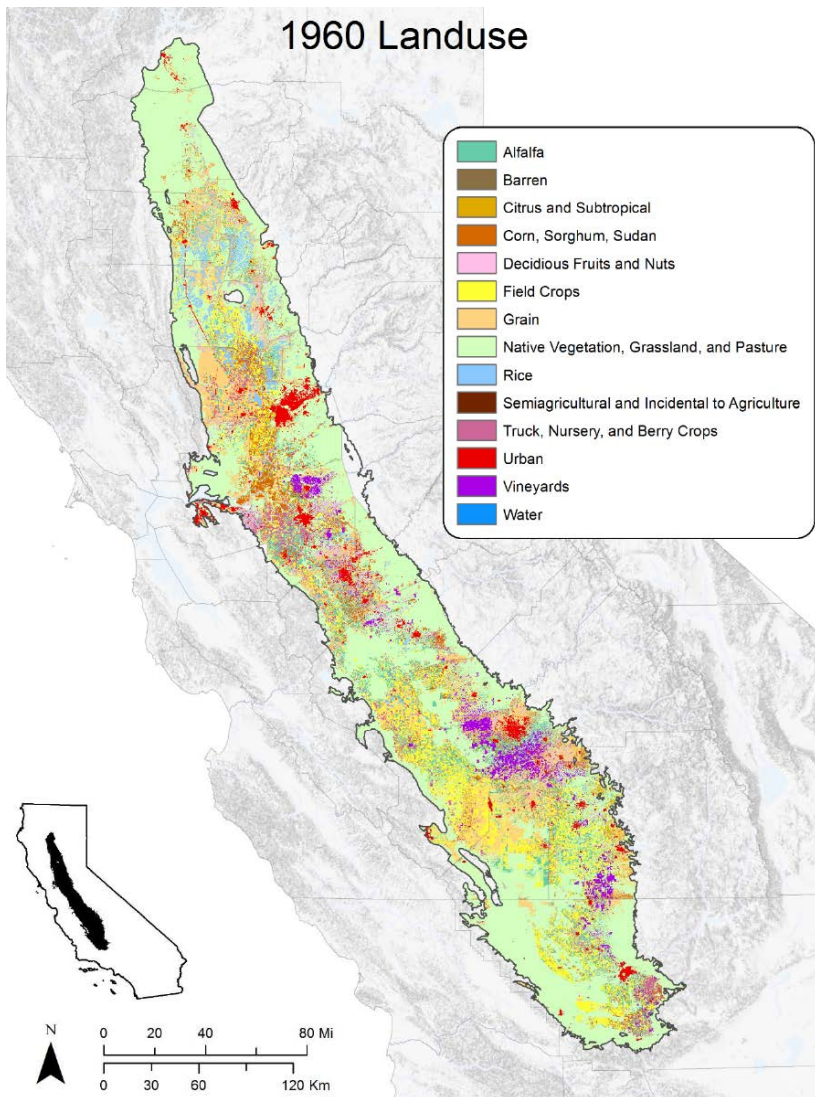 1960 Landuse
Alfalfa
Barren
Citrus and Subtropical
Corn, Sorghum, Sudan
Decidious Fruits and Nuts
Field Crops
Grain
Native Vegetation, Grassland, and Pasture
Rice
Semiagricultural and Incidental to Agriculture
Truck, Nursery, and Berry Crops
Urban
Vineyards
Water
N
0 20 40 80 Mi
0 30 60 120 Km